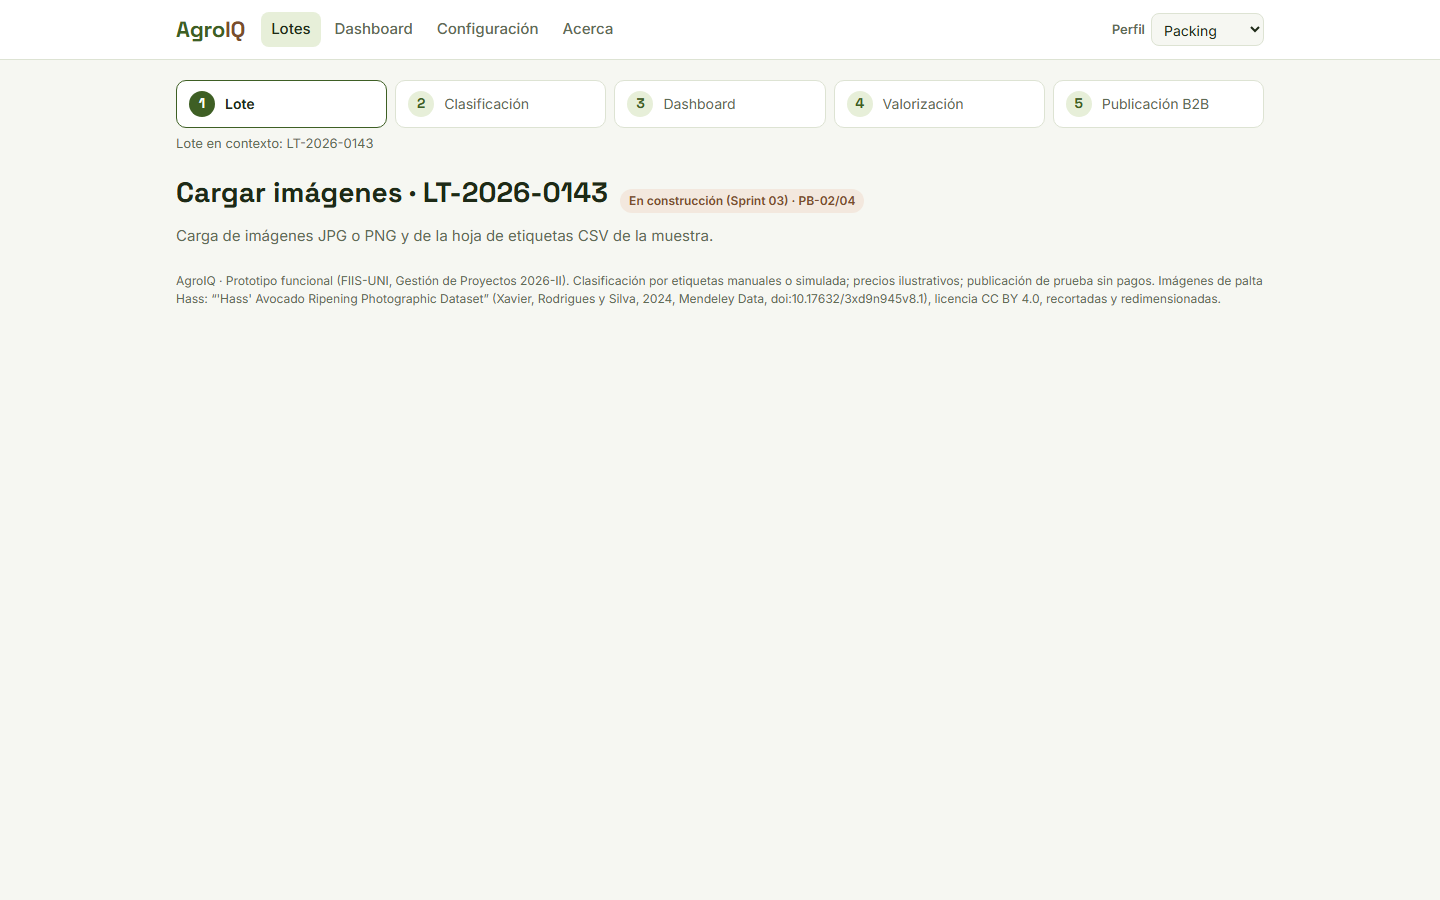 AgroIQ Lotes Dashboard Configuración Acerca Perfil Packing
1 Lote 2 Clasificación 3 Dashboard 4 Valorización 5 Publicación B2B
Lote en contexto: LT-2026-0143
Cargar imágenes · LT-2026-0143 En construcción (Sprint 03) · PB-02/04
Carga de imágenes JPG o PNG y de la hoja de etiquetas CSV de la muestra.
AgroIQ · Prototipo funcional (FIIS-UNI, Gestión de Proyectos 2026-II). Clasificación por etiquetas manuales o simulada; precios ilustrativos; publicación de prueba sin pagos. Imágenes de palta
Hass: “'Hass' Avocado Ripening Photographic Dataset” (Xavier, Rodrigues y Silva, 2024, Mendeley Data, doi:10.17632/3xd9n945v8.1), licencia CC BY 4.0, recortadas y redimensionadas.